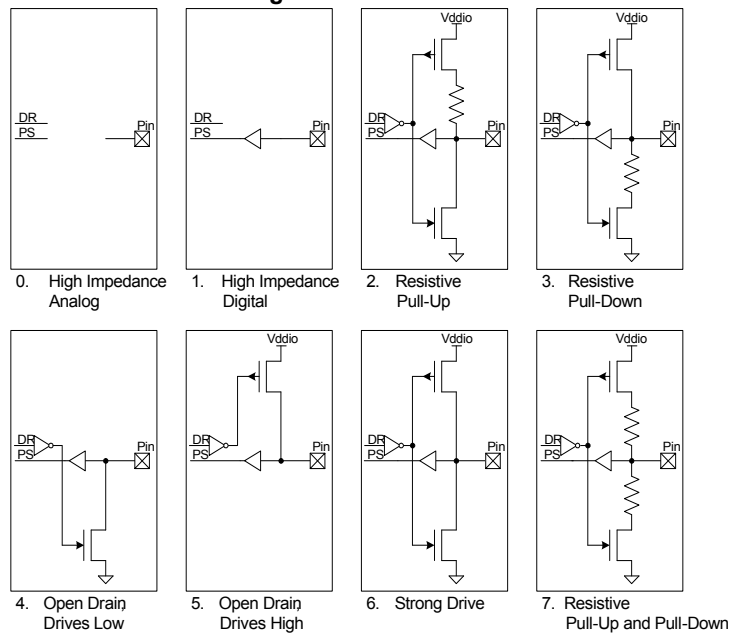 g
Vddio
Vddio
DR
PS
Pin
DR
PS
Pin
DR
PS
Pin
DR
PS
Pin
0. High Impedance
Analog
1. High Impedance
Digital
2. Resistive
Pull-Up
3. Resistive
Pull-Down
Vddio
Vddio
Vddio
DR
PS
Pin
DR
PS
Pin
DR
PS
Pin
DR
PS
Pin
4. Open Drain,
Drives Low
5. Open Drain,
Drives High
6. Strong Drive
7. Resistive
Pull-Up and Pull-Down